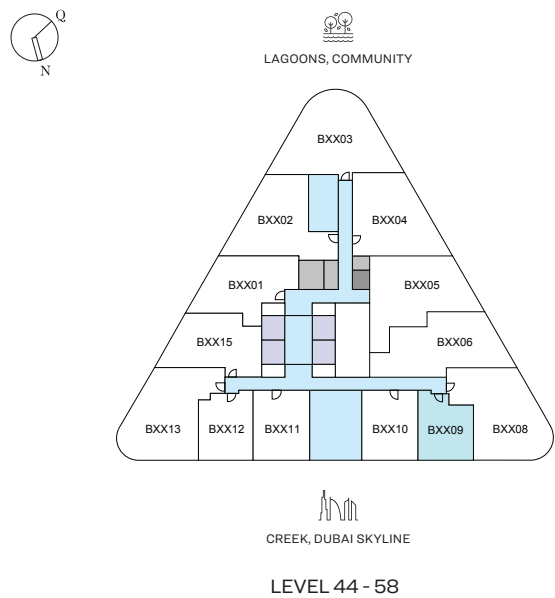 Q
N
LAGOONS, COMMUNITY
BXX03
BXX02
BXX04
BXX01
BXX05
BXX15
BXX06
BXX13
BXX12
BXX11
BXX10
BXX09
BXX08
CREEK, DUBAI SKYLINE
LEVEL 44 - 58